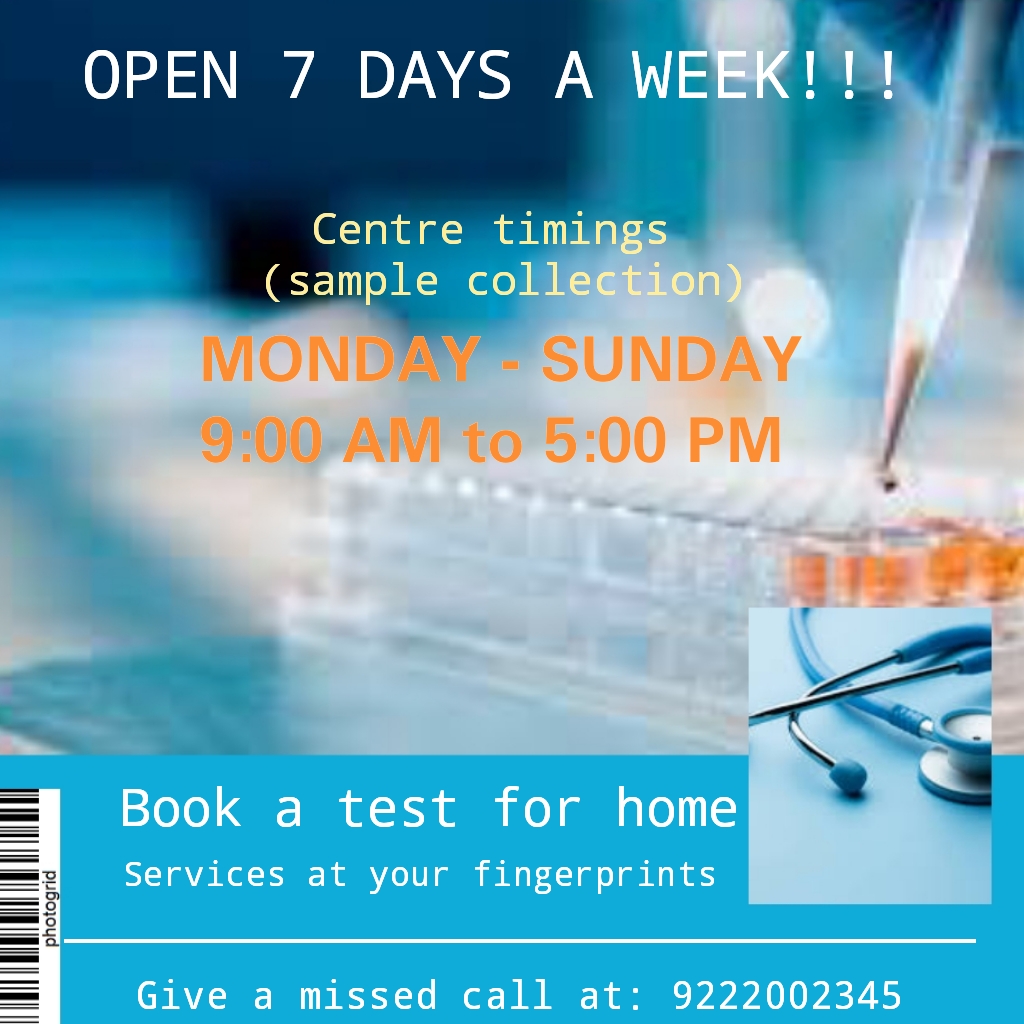 OPEN 7 DAYS A WEEK!!!
Centre timings
(sample collection)
MONDAY - SUNDAY
9:00 AM to 5:00 PM
Book a test for home
Services at your fingerprints
photogrid
Give a missed call at: 9222002345